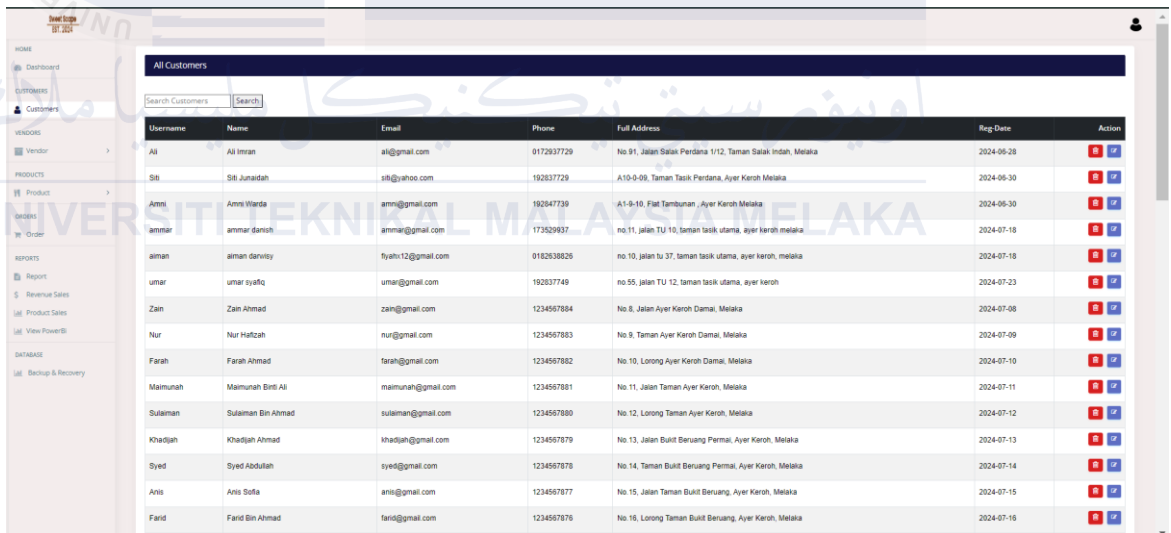 Sweet Scope
EST. 2024
HOME
Dashboard
CUSTOMERS
Customers
VENDORS
Vendor
PRODUCTS
Product
ORDERS
Order
REPORTS
Report
Revenue Sales
Product Sales
View PowerBi
DATABASE
Backup & Recovery
All Customers
Search Customers Search
Username Name Email Phone Full Address Reg-Date Action
Ali Ali Imran ali@gmail.com 0172937729 No.91, Jalan Salak Perdana 1/12, Taman Salak Indah, Melaka 2024-06-28
Siti Siti Junaidah siti@yahoo.com 192837729 A10-0-09, Taman Tasik Perdana, Ayer Keroh Melaka 2024-06-30
Amni Amni Warda amni@gmail.com 192847739 A1-9-10, Flat Tambunan , Ayer Keroh Melaka 2024-06-30
ammar ammar danish ammar@gmail.com 173529937 no.11, jalan TU 10, taman tasik utama, ayer keroh melaka 2024-07-18
aiman aiman darwisy fiyahx12@gmail.com 0182638826 no.10, jalan tu 37, taman tasik utama, ayer keroh, melaka 2024-07-18
umar umar syafiq umar@gmail.com 192837749 no.55, jalan TU 12, taman tasik utama, ayer keroh 2024-07-23
Zain Zain Ahmad zain@gmail.com 1234567884 No.8, Jalan Ayer Keroh Damai, Melaka 2024-07-08
Nur Nur Hafizah nur@gmail.com 1234567883 No.9, Taman Ayer Keroh Damai, Melaka 2024-07-09
Farah Farah Ahmad farah@gmail.com 1234567882 No.10, Lorong Ayer Keroh Damai, Melaka 2024-07-10
Maimunah Maimunah Binti Ali maimunah@gmail.com 1234567881 No.11, Jalan Taman Ayer Keroh, Melaka 2024-07-11
Sulaiman Sulaiman Bin Ahmad sulaiman@gmail.com 1234567880 No.12, Lorong Taman Ayer Keroh, Melaka 2024-07-12
Khadijah Khadijah Ahmad khadijah@gmail.com 1234567879 No.13, Jalan Bukit Beruang Permai, Ayer Keroh, Melaka 2024-07-13
Syed Syed Abdullah syed@gmail.com 1234567878 No.14, Taman Bukit Beruang Permai, Ayer Keroh, Melaka 2024-07-14
Anis Anis Sofia anis@gmail.com 1234567877 No.15, Jalan Taman Bukit Beruang, Ayer Keroh, Melaka 2024-07-15
Farid Farid Bin Ahmad farid@gmail.com 1234567876 No.16, Lorong Taman Bukit Beruang, Ayer Keroh, Melaka 2024-07-16
اونيۏرسيتي تيكنيكل مليسيا ملاك
UNIVERSITI TEKNIKAL MALAYSIA MELAKA